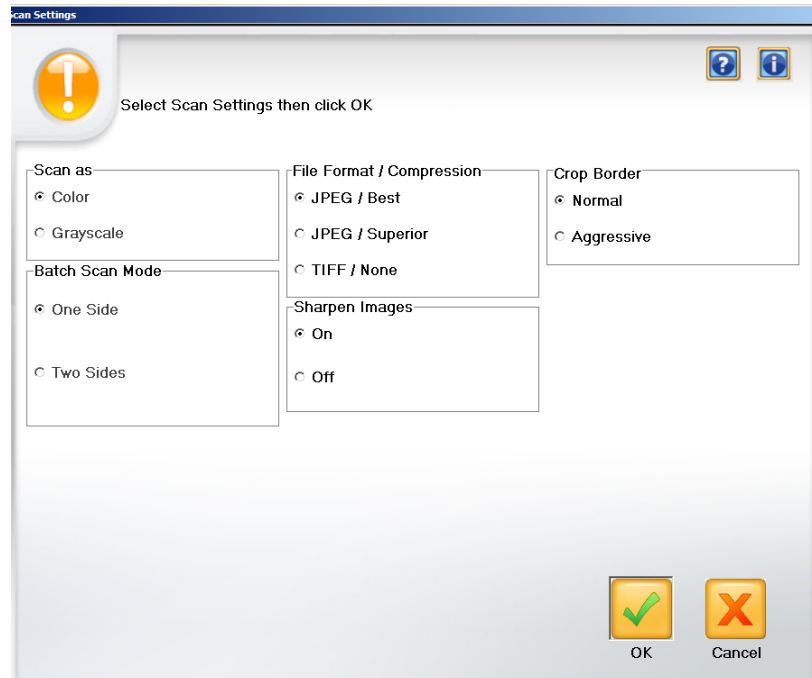 can Settings
Select Scan Settings then click OK
Scan as
Color
Grayscale
Batch Scan Mode
One Side
Two Sides
File Format / Compression
JPEG / Best
JPEG / Superior
TIFF / None
Sharpen Images
On
Off
Crop Border
Normal
Aggressive
OK
Cancel